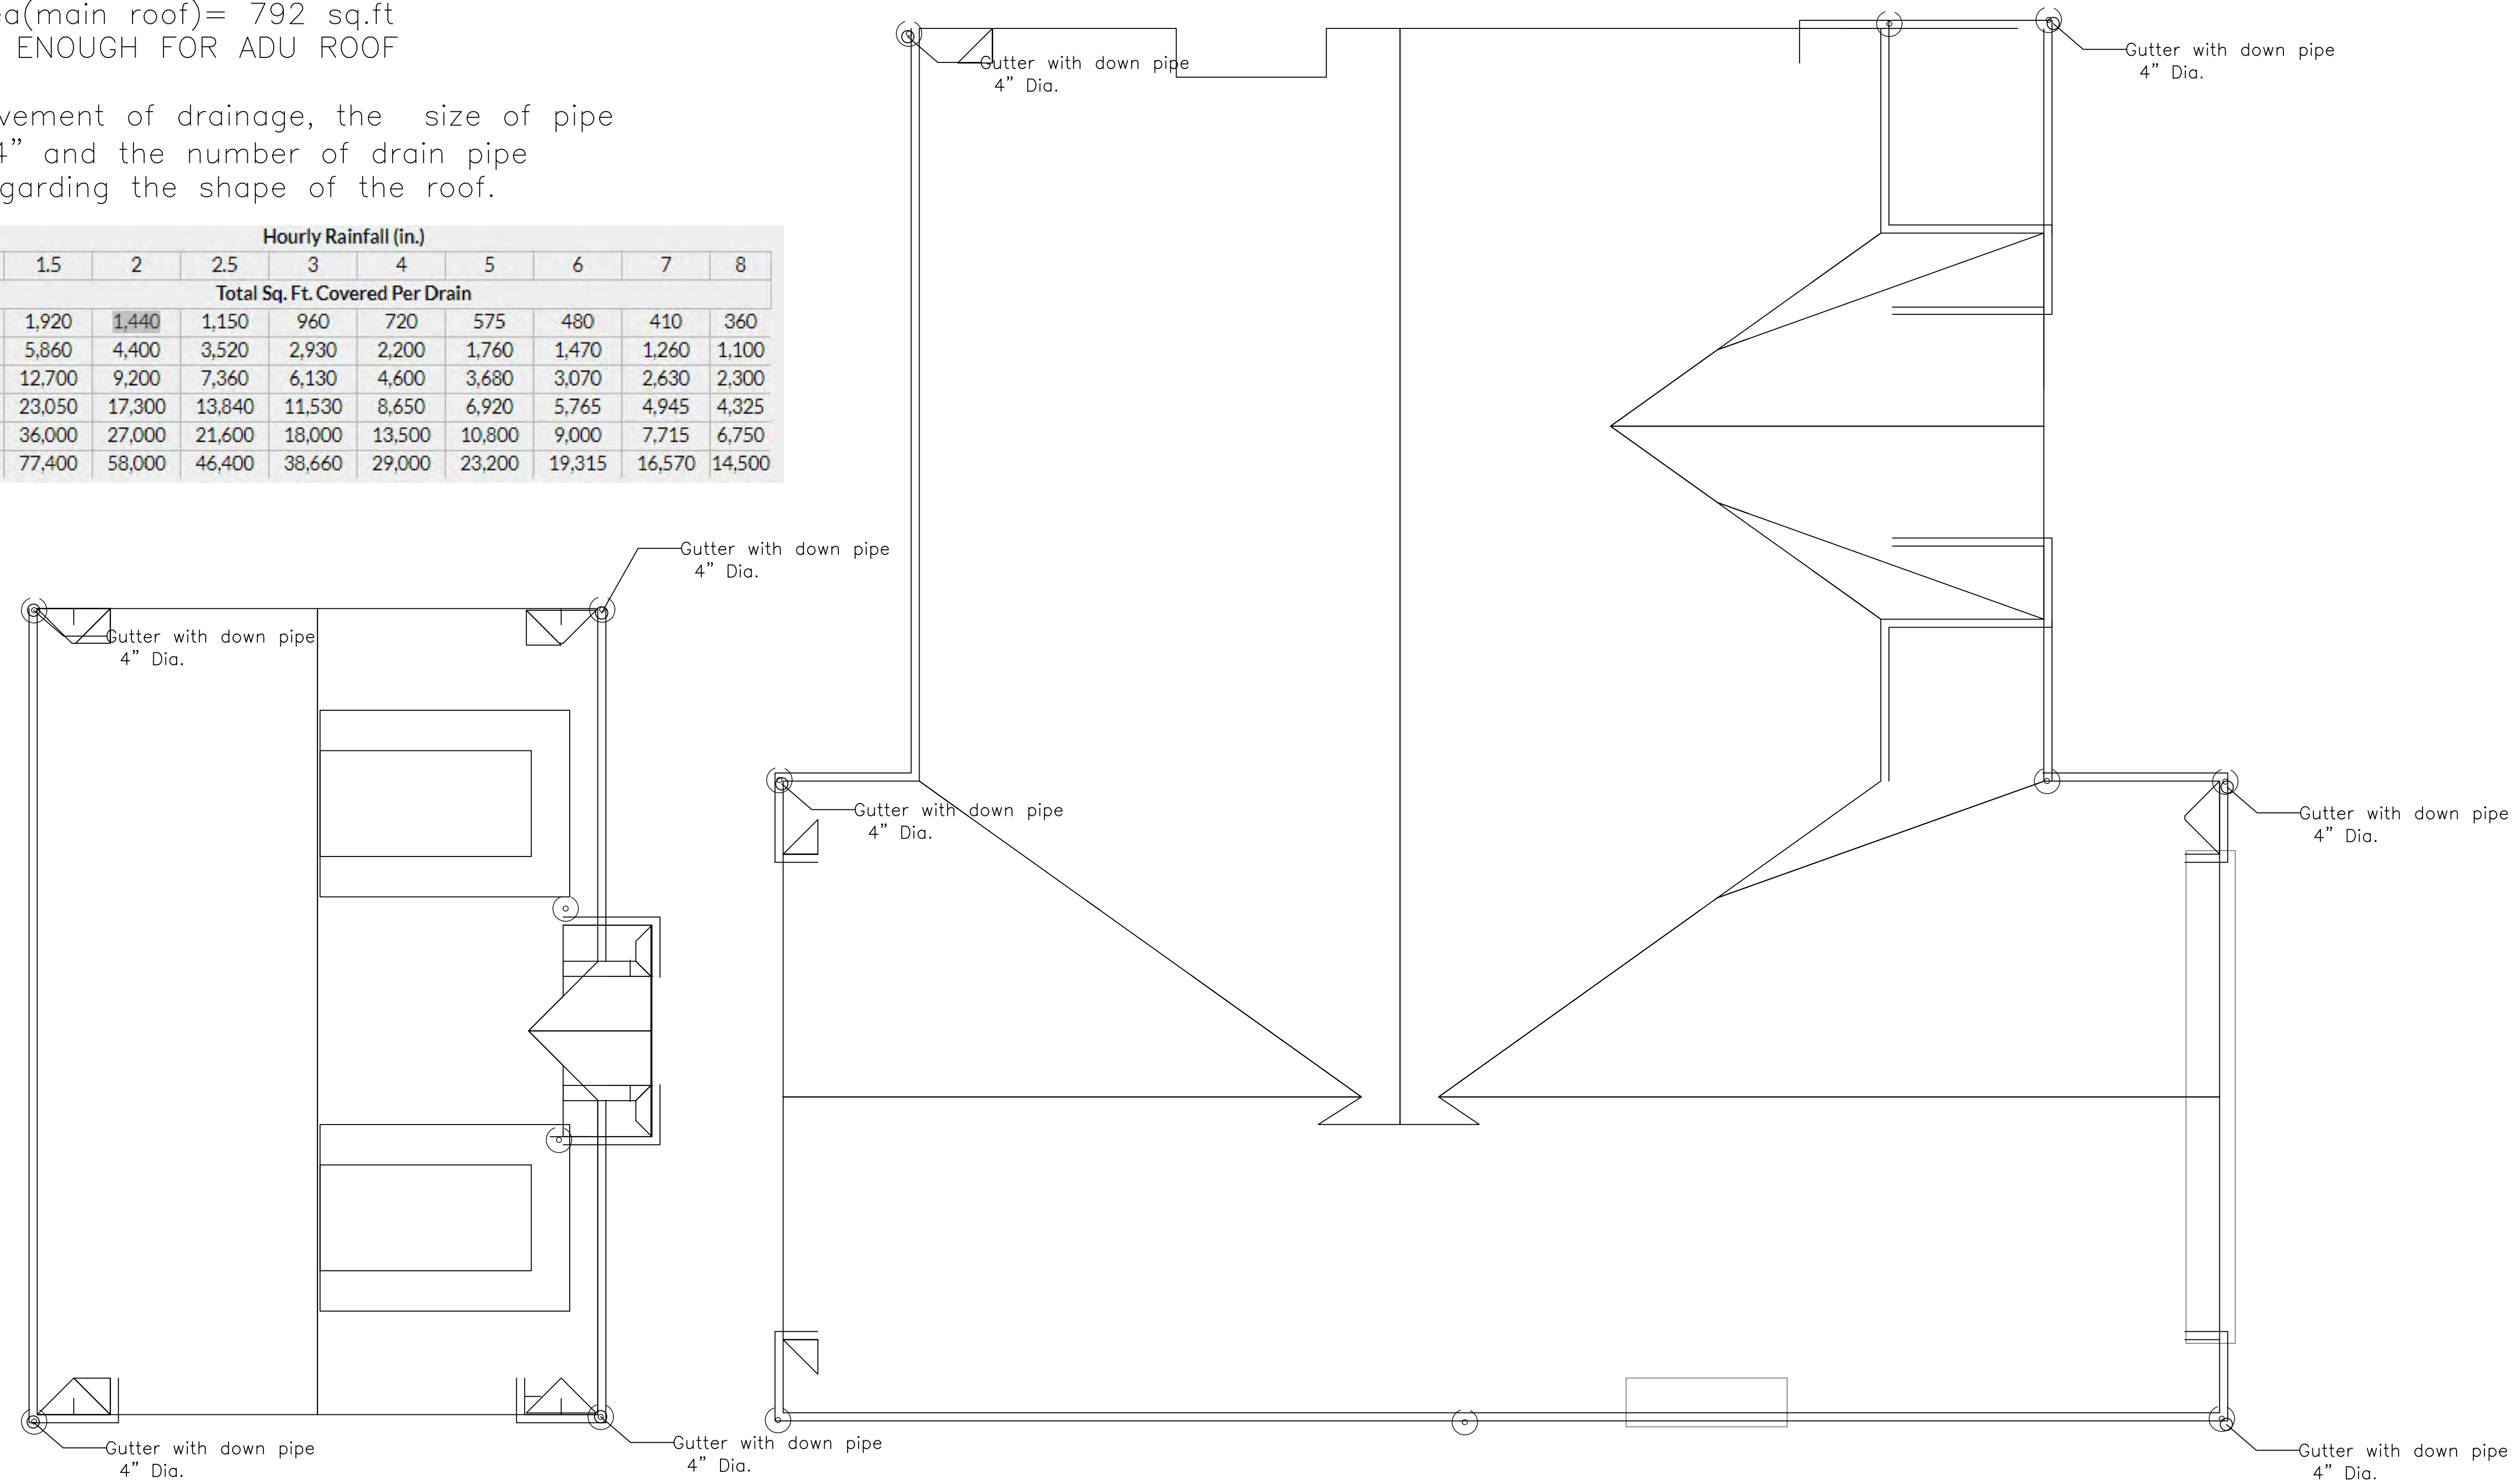 ea(main roof)= 792 sq.ft
ENOUGH FOR ADU ROOF
vement of drainage, the size of pipe
4” and the number of drain pipe
garding the shape of the roof.
Hourly Rainfall (in.)
1.5 2 2.5 3 4 5 6 7 8
Total Sq. Ft. Covered Per Drain
1,920 1,440 1,150 960 720 575 480 410 360
5,860 4,400 3,520 2,930 2,200 1,760 1,470 1,260 1,100
12,700 9,200 7,360 6,130 4,600 3,680 3,070 2,630 2,300
23,050 17,300 13,840 11,530 8,650 6,920 5,765 4,945 4,325
36,000 27,000 21,600 18,000 13,500 10,800 9,000 7,715 6,750
77,400 58,000 46,400 38,660 29,000 23,200 19,315 16,570 14,500
Gutter with down pipe
4” Dia.
Gutter with down pipe
4” Dia.
Gutter with down pipe
4” Dia.
Gutter with down pipe
4” Dia.
Gutter with down pipe
4” Dia.
Gutter with down pipe
4” Dia.
Gutter with down pipe
4” Dia.
Gutter with down pipe
4” Dia.
Gutter with down pipe
4” Dia.